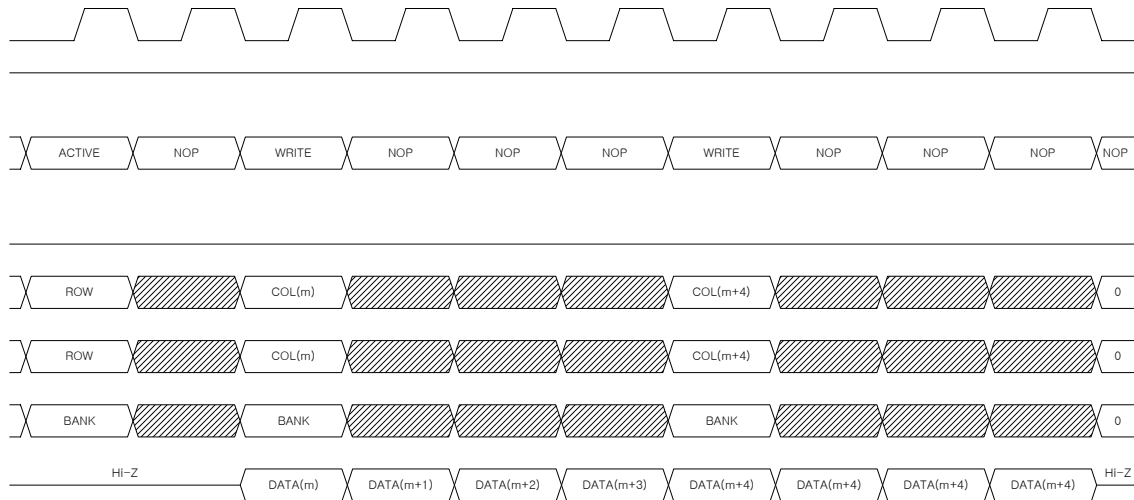 ACTIVE NOP WRITE NOP NOP NOP WRITE NOP NOP NOP NOP
ROW COL(m) COL(m+4) 0
ROW COL(m) COL(m+4) 0
BANK BANK BANK 0
Hi-Z DATA(m) DATA(m+1) DATA(m+2) DATA(m+3) DATA(m+4) DATA(m+4) DATA(m+4) DATA(m+4) Hi-Z